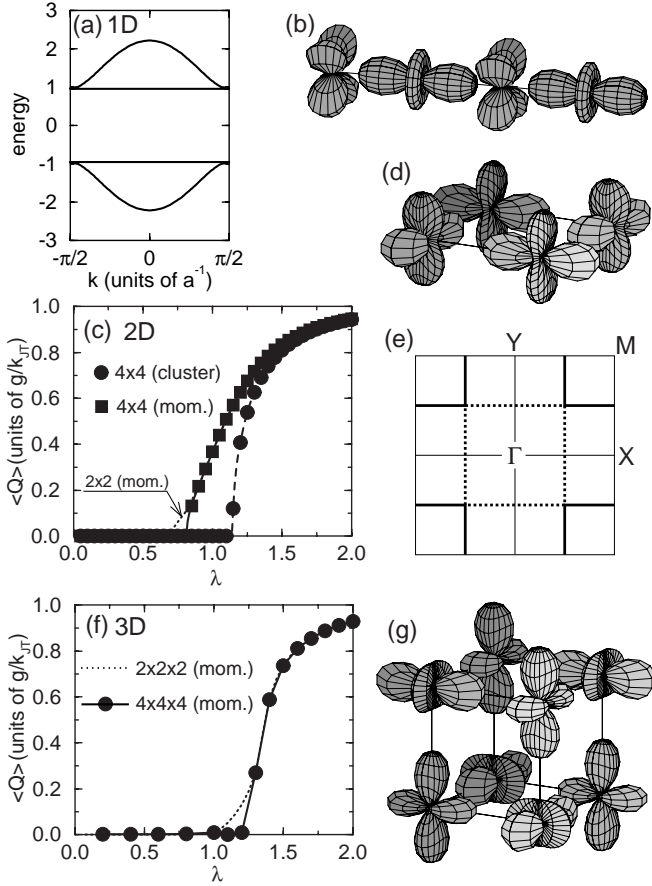 (a) 1D
3
2
1
0
-1
-2
-3
energy
-π/2 0 π/2
k (units of a⁻¹)
(b)
(d)
(c) 2D
1.0
0.8
0.6
0.4
0.2
0.0
<Q> (units of g/k_JT)
4x4 (cluster)
4x4 (mom.)
2x2 (mom.)
0.0 0.5 1.0 1.5 2.0
λ
(e)
Y M
Γ X
(f) 3D
1.0
0.8
0.6
0.4
0.2
0.0
<Q> (units of g/k_JT)
2x2x2 (mom.)
4x4x4 (mom.)
0.0 0.5 1.0 1.5 2.0
λ
(g)